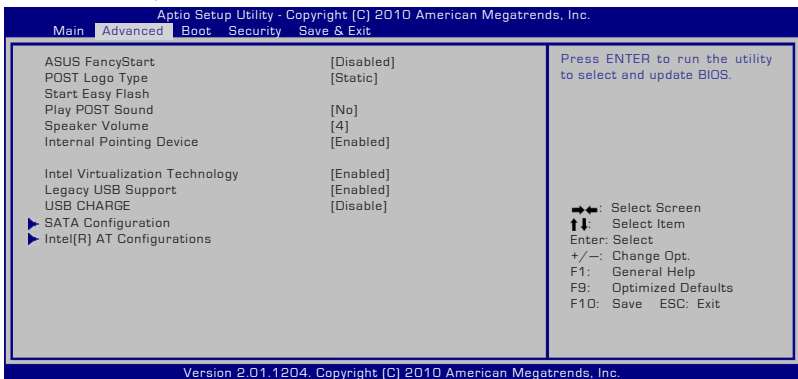 Aptio Setup Utility - Copyright (C) 2010 American Megatrends, Inc.
Main Advanced Boot Security Save & Exit
ASUS FancyStart [Disabled]
POST Logo Type [Static]
Start Easy Flash
Play POST Sound [No]
Speaker Volume [4]
Internal Pointing Device [Enabled]
Intel Virtualization Technology [Enabled]
Legacy USB Support [Enabled]
USB CHARGE [Disable]
SATA Configuration
Intel(R) AT Configurations
Press ENTER to run the utility
to select and update BIOS.
→←: Select Screen
↑↓: Select Item
Enter: Select
+/—: Change Opt.
F1: General Help
F9: Optimized Defaults
F10: Save ESC: Exit
Version 2.01.1204. Copyright (C) 2010 American Megatrends, Inc.